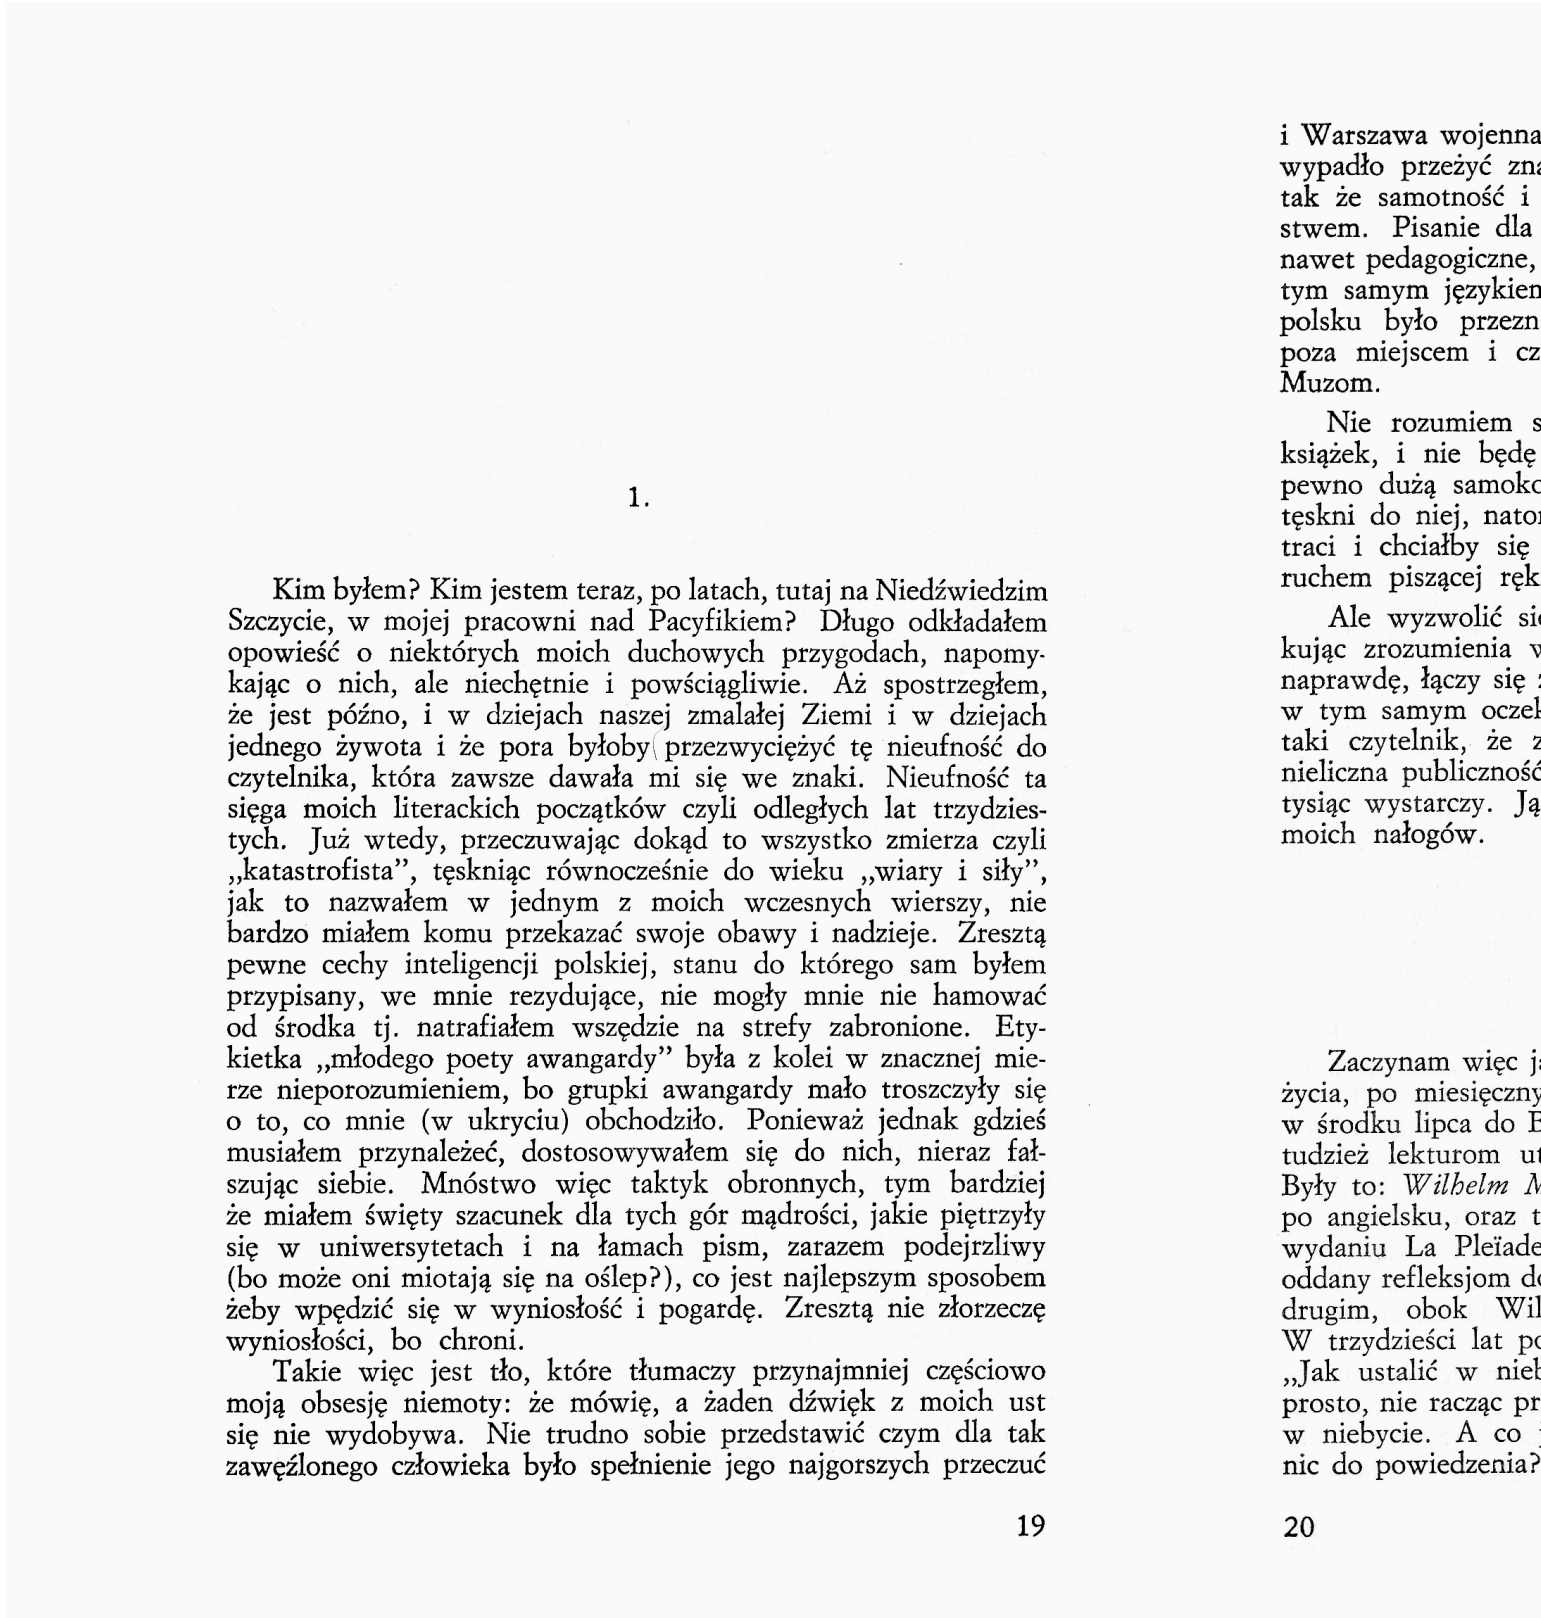 1.
Kim byłem? Kim jestem teraz, po latach, tutaj na Niedźwiedzim
Szczycie, w mojej pracowni nad Pacyfikiem? Długo odkładałem
opowieść o niektórych moich duchowych przygodach, napomy-
kając o nich, ale niechętnie i powściągliwie. Aż spostrzegłem,
że jest późno, i w dziejach naszej zmalałej Ziemi i w dziejach
jednego żywota i że pora byłoby przezwyciężyć tę nieufność do
czytelnika, która zawsze dawała mi się we znaki. Nieufność ta
sięga moich literackich początków czyli odległych lat trzydzies-
tych. Już wtedy, przeczuwając dokąd to wszystko zmierza czyli
„katastrofista”, tęskniąc równocześnie do wieku „wiary i siły”,
jak to nazwałem w jednym z moich wczesnych wierszy, nie
bardzo miałem komu przekazać swoje obawy i nadzieje. Zresztą
pewne cechy inteligencji polskiej, stanu do którego sam byłem
przypisany, we mnie rezydujące, nie mogły mnie nie hamować
od środka tj. natrafiałem wszędzie na strefy zabronione. Ety-
kietka „młodego poety awangardy” była z kolei w znacznej mie-
rze nieporozumieniem, bo grupki awangardy mało troszczyły się
o to, co mnie (w ukryciu) obchodziło. Ponieważ jednak gdzieś
musiałem przynależeć, dostosowywałem się do nich, nieraz fał-
szując siebie. Mnóstwo więc taktyk obronnych, tym bardziej
że miałem święty szacunek dla tych gór mądrości, jakie piętrzyły
się w uniwersytetach i na łamach pism, zarazem podejrzliwy
(bo może oni miotają się na oślep?), co jest najlepszym sposobem
żeby wpędzić się w wyniosłość i pogardę. Zresztą nie złorzeczę
wyniosłości, bo chroni.
Takie więc jest tło, które tłumaczy przynajmniej częściowo
moją obsesję niemoty: że mówię, a żaden dźwięk z moich ust
się nie wydobywa. Nie trudno sobie przedstawić czym dla tak
zawęźlonego człowieka było spełnienie jego najgorszych przeczuć
19
i Warszawa wojenna
wypadło przeżyć
tak że samotność i
stwem. Pisanie dla
nawet pedagogiczne,
tym samym
polsku było
poza miejscem i
Muzom.
Nie rozumiem
książek, i nie będę
pewno dużą
tęskni do niej,
traci i chciałby się
ruchem piszącej
Ale wyzwolić
kując zrozumienia
naprawdę, łączy się
w tym samym
taki czytelnik, że
nieliczna publiczność
tysiąc wystarczy.
moich nałogów.
Zaczynam więc
życia, po
w środku lipca do
tudzież lekturom
Były to: Wilhelm
po angielsku, oraz
wydaniu La Pleïade
oddany refleksjom
drugim, obok
W trzydzieści lat
„Jak ustalić w
prosto, nie racząc
w niebycie. A co
nic do powiedzenia?
20